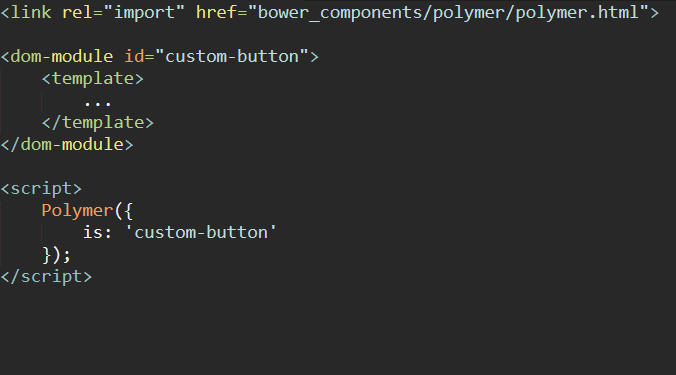 <link rel="import" href="bower_components/polymer/polymer.html">
<dom-module id="custom-button">
    <template>
        ...
    </template>
</dom-module>
<script>
    Polymer({
        is: 'custom-button'
    });
</script>